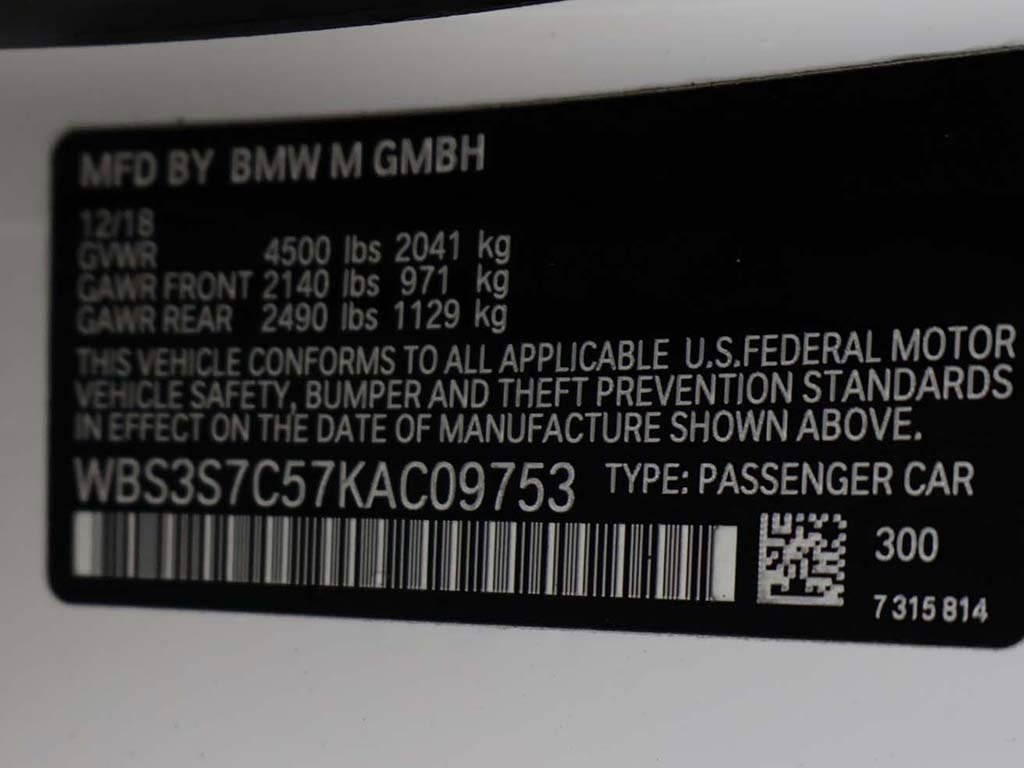 MFD BY BMW M GMBH
12/18
GVWR 4500 lbs 2041 kg
GAWR FRONT 2140 lbs 971 kg
GAWR REAR 2490 lbs 1129 kg
THIS VEHICLE CONFORMS TO ALL APPLICABLE U.S.FEDERAL MOTOR
VEHICLE SAFETY, BUMPER AND THEFT PREVENTION STANDARDS
IN EFFECT ON THE DATE OF MANUFACTURE SHOWN ABOVE.
WBS3S7C57KAC09753 TYPE: PASSENGER CAR
300
7 315 814